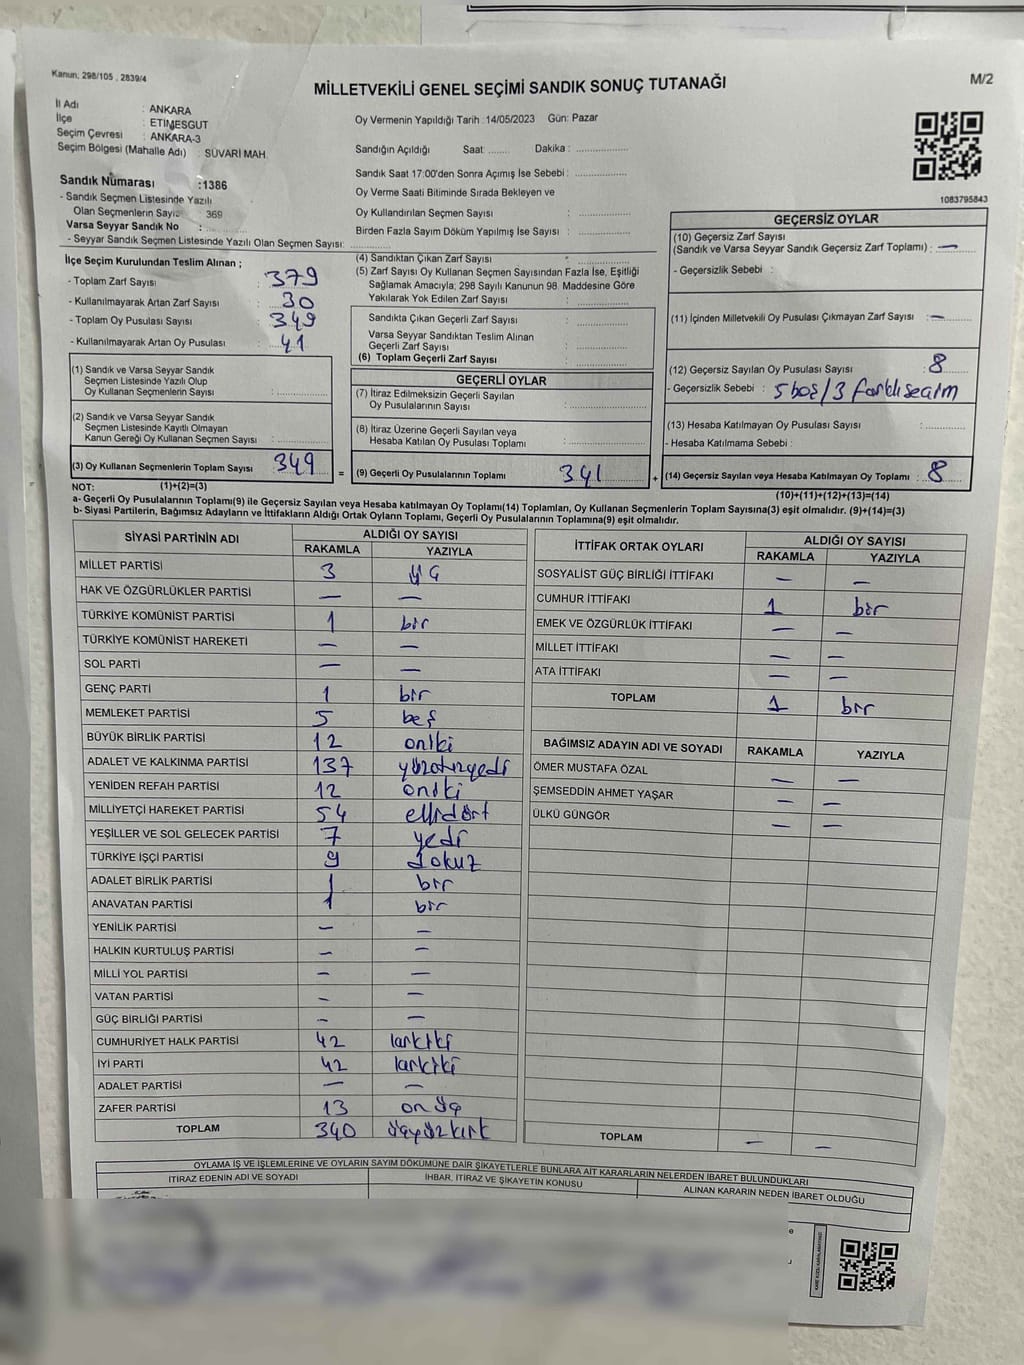 Kanun, 298/105 , 2839/4
M/2
MİLLETVEKİLİ GENEL SEÇİMİ SANDIK SONUÇ TUTANAĞI
İl Adı : ANKARA
İlçe : ETİMESGUT
Seçim Çevresi : ANKARA-3
Seçim Bölgesi (Mahalle Adı) : SÜVARİ MAH.
Sandık Numarası :1386
- Sandık Seçmen Listesinde Yazılı
Olan Seçmenlerin Sayısı : 369
Varsa Seyyar Sandık No :
- Seyyar Sandık Seçmen Listesinde Yazılı Olan Seçmen Sayısı:
Oy Vermenin Yapıldığı Tarih :14/05/2023 Gün: Pazar
Sandığın Açıldığı Saat: Dakika :
Sandık Saat 17:00'den Sonra Açımış İse Sebebi :
Oy Verme Saati Bitiminde Sırada Bekleyen ve
Oy Kullandırılan Seçmen Sayısı :
Birden Fazla Sayım Döküm Yapılmış İse Sayısı :
1083795843
İlçe Seçim Kurulundan Teslim Alınan ;
- Toplam Zarf Sayısı : 379
- Kullanılmayarak Artan Zarf Sayısı : 30
- Toplam Oy Pusulası Sayısı : 349
- Kullanılmayarak Artan Oy Pusulası : 41
(1) Sandık ve Varsa Seyyar Sandık
Seçmen Listesinde Yazılı Olup
Oy Kullanan Seçmenlerin Sayısı :
(2) Sandık ve Varsa Seyyar Sandık
Seçmen Listesinde Kayıtlı Olmayan
Kanun Gereği Oy Kullanan Seçmen Sayısı :
(3) Oy Kullanan Seçmenlerin Toplam Sayısı 349 =
(4) Sandıktan Çıkan Zarf Sayısı :
(5) Zarf Sayısı Oy Kullanan Seçmen Sayısından Fazla İse, Eşitliği
Sağlamak Amacıyla; 298 Sayılı Kanunun 98. Maddesine Göre
Yakılarak Yok Edilen Zarf Sayısı :
Sandıkta Çıkan Geçerli Zarf Sayısı :
Varsa Seyyar Sandıktan Teslim Alınan
Geçerli Zarf Sayısı :
(6) Toplam Geçerli Zarf Sayısı :
GEÇERLİ OYLAR
(7) İtiraz Edilmeksizin Geçerli Sayılan
Oy Pusulalarının Sayısı :
(8) İtiraz Üzerine Geçerli Sayılan veya
Hesaba Katılan Oy Pusulası Toplamı :
(9) Geçerli Oy Pusulalarının Toplamı 341 +
GEÇERSİZ OYLAR
(10) Geçersiz Zarf Sayısı
(Sandık ve Varsa Seyyar Sandık Geçersiz Zarf Toplamı) : —
- Geçersizlik Sebebi :
(11) İçinden Milletvekili Oy Pusulası Çıkmayan Zarf Sayısı : —
(12) Geçersiz Sayılan Oy Pusulası Sayısı : 8
- Geçersizlik Sebebi : 5 boş/3 farklı seçim
(13) Hesaba Katılmayan Oy Pusulası Sayısı :
- Hesaba Katılmama Sebebi :
(14) Geçersiz Sayılan veya Hesaba Katılmayan Oy Toplamı : 8
NOT: (1)+(2)=(3)
(10)+(11)+(12)+(13)=(14)
a- Geçerli Oy Pusulalarının Toplamı(9) ile Geçersiz Sayılan veya Hesaba katılmayan Oy Toplamı(14) Toplamları, Oy Kullanan Seçmenlerin Toplam Sayısına(3) eşit olmalıdır. (9)+(14)=(3)
b- Siyasi Partilerin, Bağımsız Adayların ve İttifakların Aldığı Ortak Oyların Toplamı, Geçerli Oy Pusulalarının Toplamına(9) eşit olmalıdır.
SİYASİ PARTİNİN ADI ALDIĞI OY SAYISI
RAKAMLA YAZIYLA
MİLLET PARTİSİ 3 üç
HAK VE ÖZGÜRLÜKLER PARTİSİ — —
TÜRKİYE KOMÜNİST PARTİSİ 1 bir
TÜRKİYE KOMÜNİST HAREKETİ — —
SOL PARTİ — —
GENÇ PARTİ 1 bir
MEMLEKET PARTİSİ 5 beş
BÜYÜK BİRLİK PARTİSİ 12 oniki
ADALET VE KALKINMA PARTİSİ 137 yüzotuzyedi
YENİDEN REFAH PARTİSİ 12 oniki
MİLLİYETÇİ HAREKET PARTİSİ 54 ellidört
YEŞİLLER VE SOL GELECEK PARTİSİ 7 yedi
TÜRKİYE İŞÇİ PARTİSİ 9 dokuz
ADALET BİRLİK PARTİSİ 1 bir
ANAVATAN PARTİSİ 1 bir
YENİLİK PARTİSİ — —
HALKIN KURTULUŞ PARTİSİ — —
MİLLİ YOL PARTİSİ — —
VATAN PARTİSİ — —
GÜÇ BİRLİĞİ PARTİSİ — —
CUMHURİYET HALK PARTİSİ 42 kırkiki
İYİ PARTİ 42 kırkiki
ADALET PARTİSİ — —
ZAFER PARTİSİ 13 onüç
TOPLAM 340 üçyüzkırk
İTTİFAK ORTAK OYLARI ALDIĞI OY SAYISI
RAKAMLA YAZIYLA
SOSYALİST GÜÇ BİRLİĞİ İTTİFAKI — —
CUMHUR İTTİFAKI 1 bir
EMEK VE ÖZGÜRLÜK İTTİFAKI — —
MİLLET İTTİFAKI — —
ATA İTTİFAKI — —
TOPLAM 1 bir
BAĞIMSIZ ADAYIN ADI VE SOYADI RAKAMLA YAZIYLA
ÖMER MUSTAFA ÖZAL — —
ŞEMSEDDİN AHMET YAŞAR — —
ÜLKÜ GÜNGÖR — —
TOPLAM — —
OYLAMA İŞ VE İŞLEMLERİNE VE OYLARIN SAYIM DÖKÜMÜNE DAİR ŞİKAYETLERLE BUNLARA AİT KARARLARIN NELERDEN İBARET BULUNDUKLARI
İTİRAZ EDENİN ADI VE SOYADI İHBAR, İTİRAZ VE ŞİKAYETİN KONUSU ALINAN KARARIN NEDEN İBARET OLDUĞU